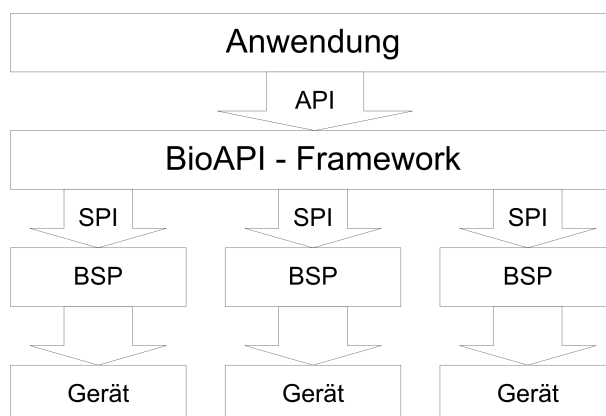 Anwendung
API
BioAPI - Framework
SPI SPI SPI
BSP BSP BSP
Gerät Gerät Gerät